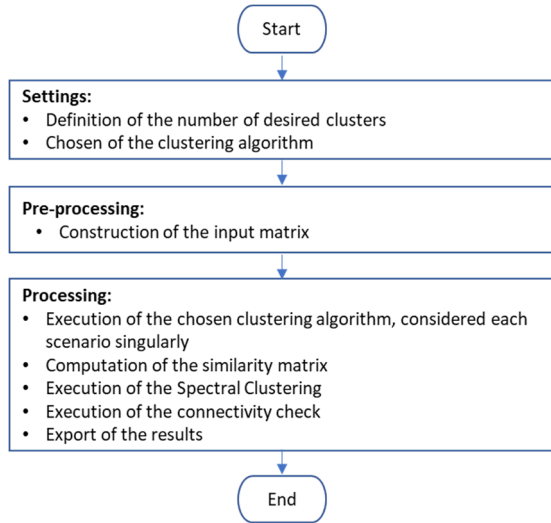 Start
Settings:
• Definition of the number of desired clusters
• Chosen of the clustering algorithm
Pre-processing:
• Construction of the input matrix
Processing:
• Execution of the chosen clustering algorithm, considered each
scenario singularly
• Computation of the similarity matrix
• Execution of the Spectral Clustering
• Execution of the connectivity check
• Export of the results
End